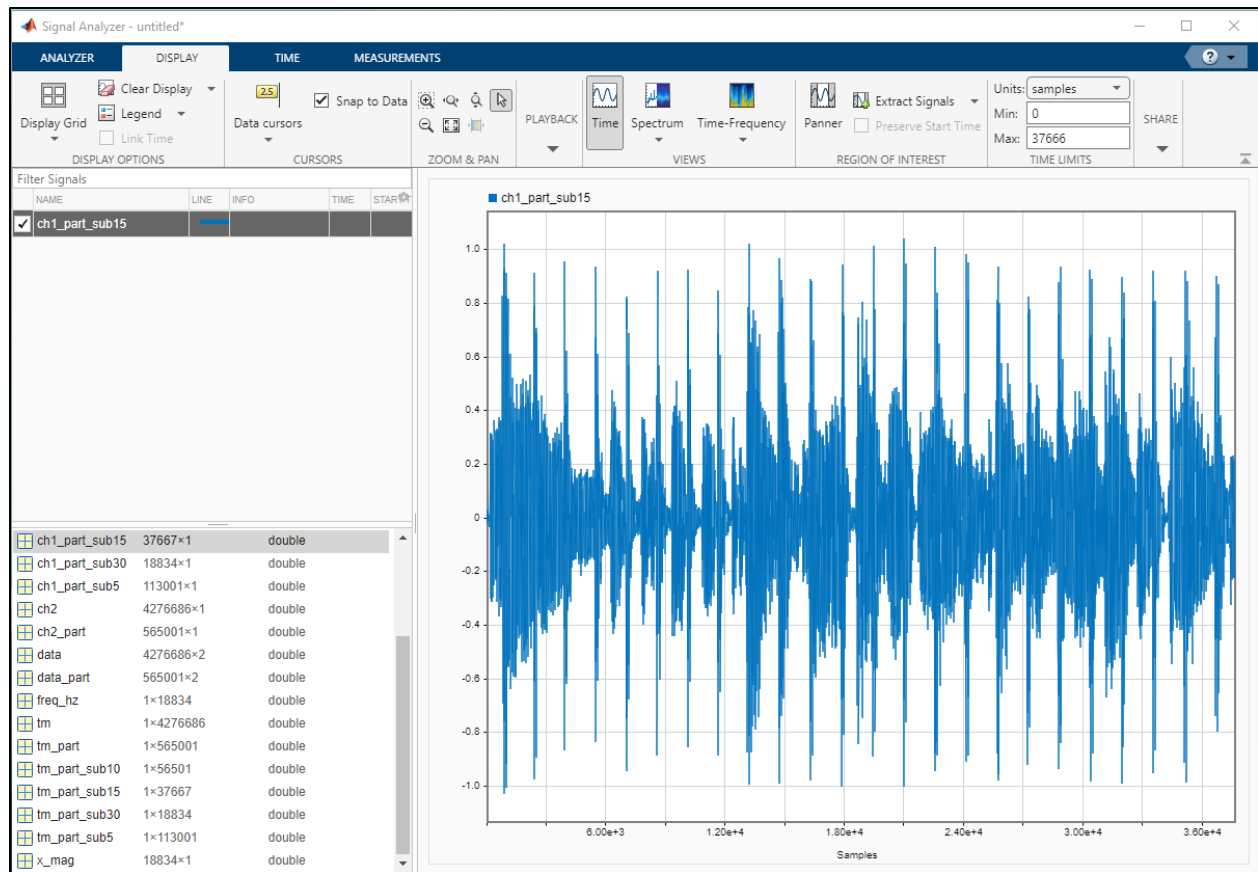 Signal Analyzer - untitled*
ANALYZER DISPLAY TIME MEASUREMENTS
?
Display Grid
Clear Display
Legend
Link Time
DISPLAY OPTIONS
2.5
Data cursors
Snap to Data
CURSORS
ZOOM & PAN
PLAYBACK
Time
Spectrum
Time-Frequency
VIEWS
Panner
Extract Signals
Preserve Start Time
REGION OF INTEREST
Units: samples
Min: 0
Max: 37666
TIME LIMITS
SHARE
Filter Signals
NAME LINE INFO TIME START
ch1_part_sub15
ch1_part_sub15 37667×1 double
ch1_part_sub30 18834×1 double
ch1_part_sub5 113001×1 double
ch2 4276686×1 double
ch2_part 565001×1 double
data 4276686×2 double
data_part 565001×2 double
freq_hz 1×18834 double
tm 1×4276686 double
tm_part 1×565001 double
tm_part_sub10 1×56501 double
tm_part_sub15 1×37667 double
tm_part_sub30 1×18834 double
tm_part_sub5 1×113001 double
x_mag 18834×1 double
ch1_part_sub15
1.0
0.8
0.6
0.4
0.2
0
-0.2
-0.4
-0.6
-0.8
-1.0
6.00e+3 1.20e+4 1.80e+4 2.40e+4 3.00e+4 3.60e+4
Samples